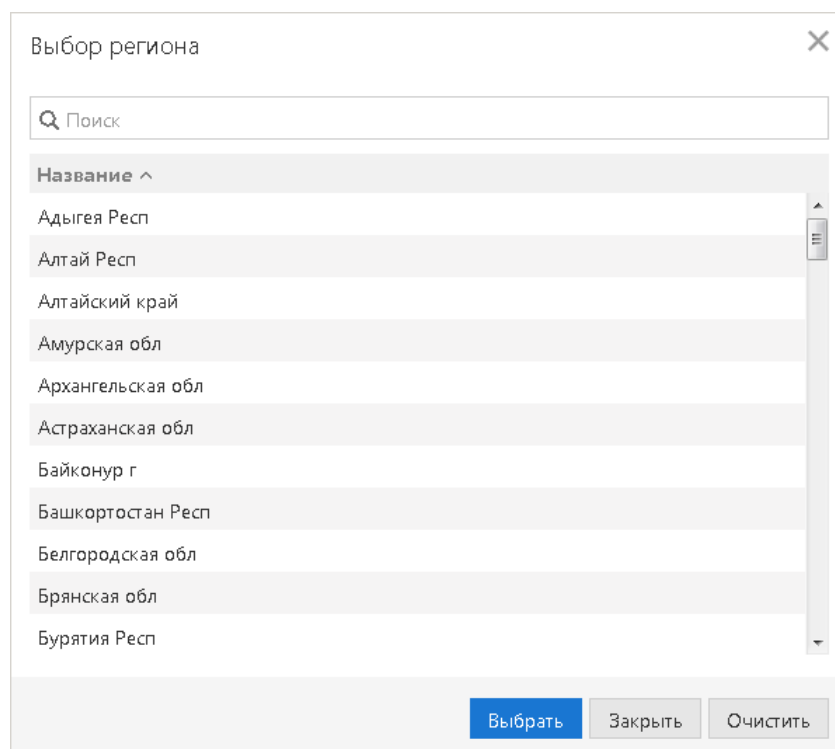 Выбор региона
Поиск
Название
Адыгея Респ
Алтай Респ
Алтайский край
Амурская обл
Архангельская обл
Астраханская обл
Байконур г
Башкортостан Респ
Белгородская обл
Брянская обл
Бурятия Респ
Выбрать Закрыть Очистить